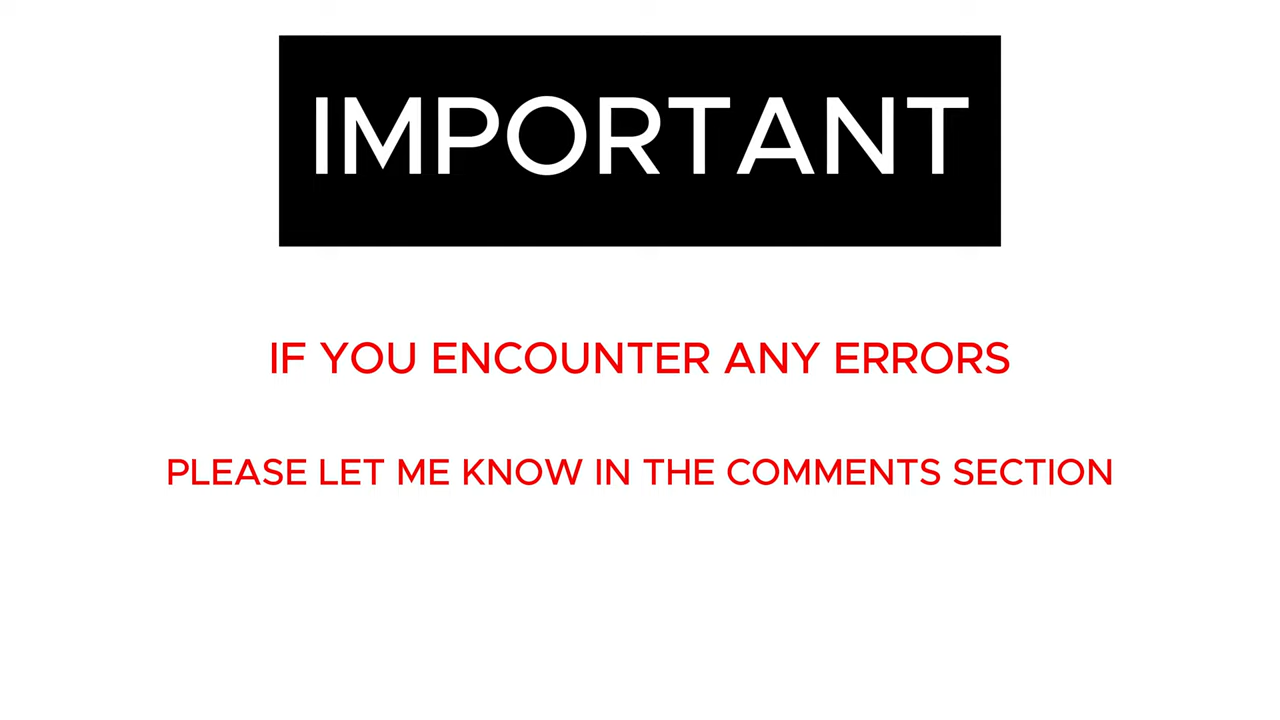 IMPORTANT
IF YOU ENCOUNTER ANY ERRORS
PLEASE LET ME KNOW IN THE COMMENTS SECTION